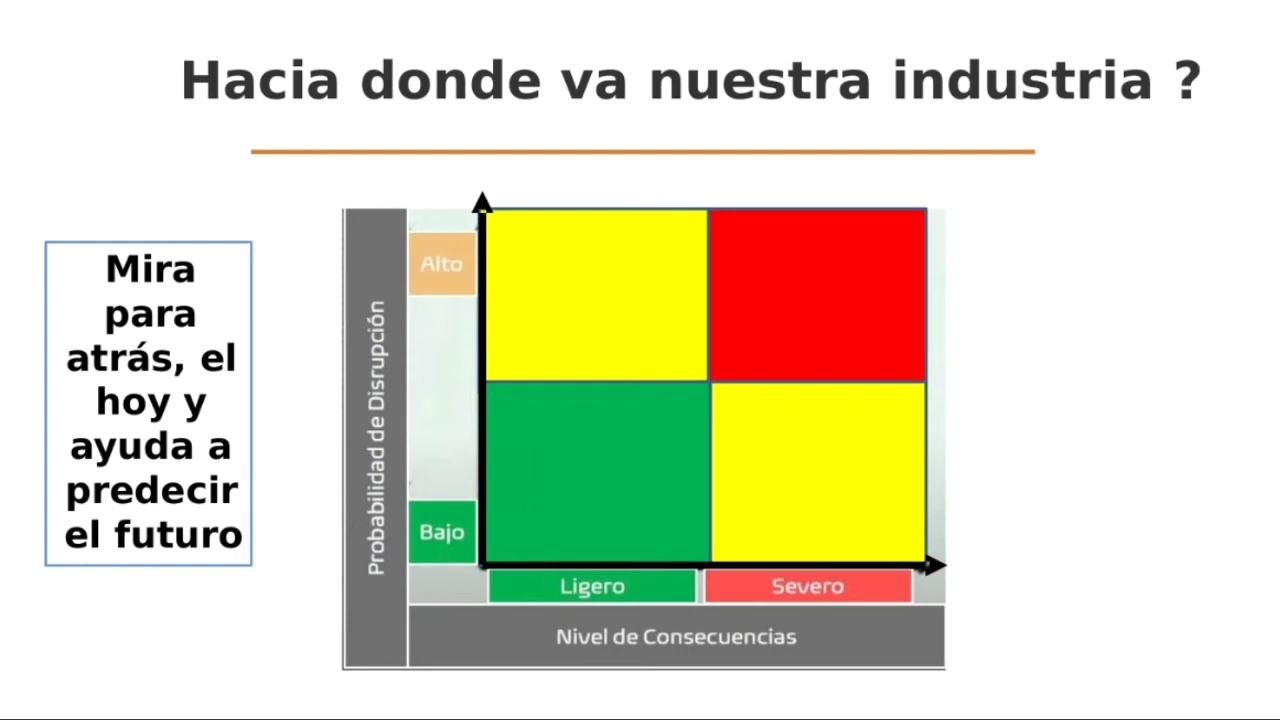 Hacia donde va nuestra industria ?
Mira
para
atrás, el
hoy y
ayuda a
predecir
el futuro
Probabilidad de Disrupción
Alto
Bajo
Ligero
Severo
Nivel de Consecuencias